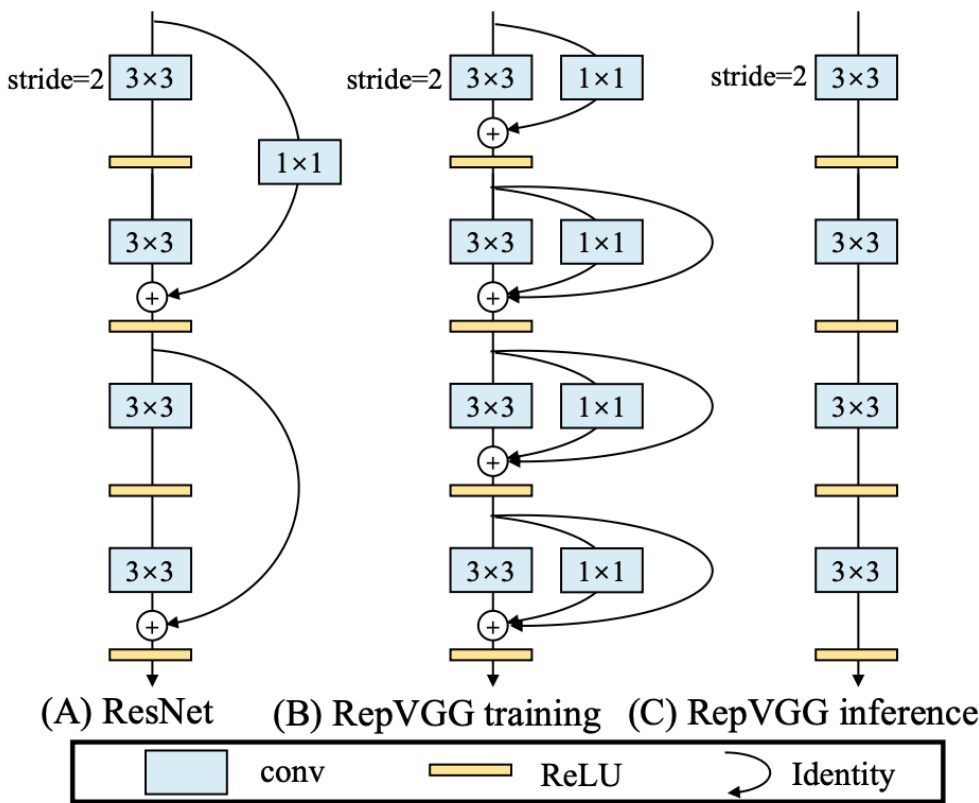 stride=2 3×3
1×1
3×3
3×3
3×3
(A) ResNet
stride=2 3×3 1×1
3×3 1×1
3×3 1×1
3×3 1×1
(B) RepVGG training
stride=2 3×3
3×3
3×3
3×3
(C) RepVGG inference
conv ReLU Identity